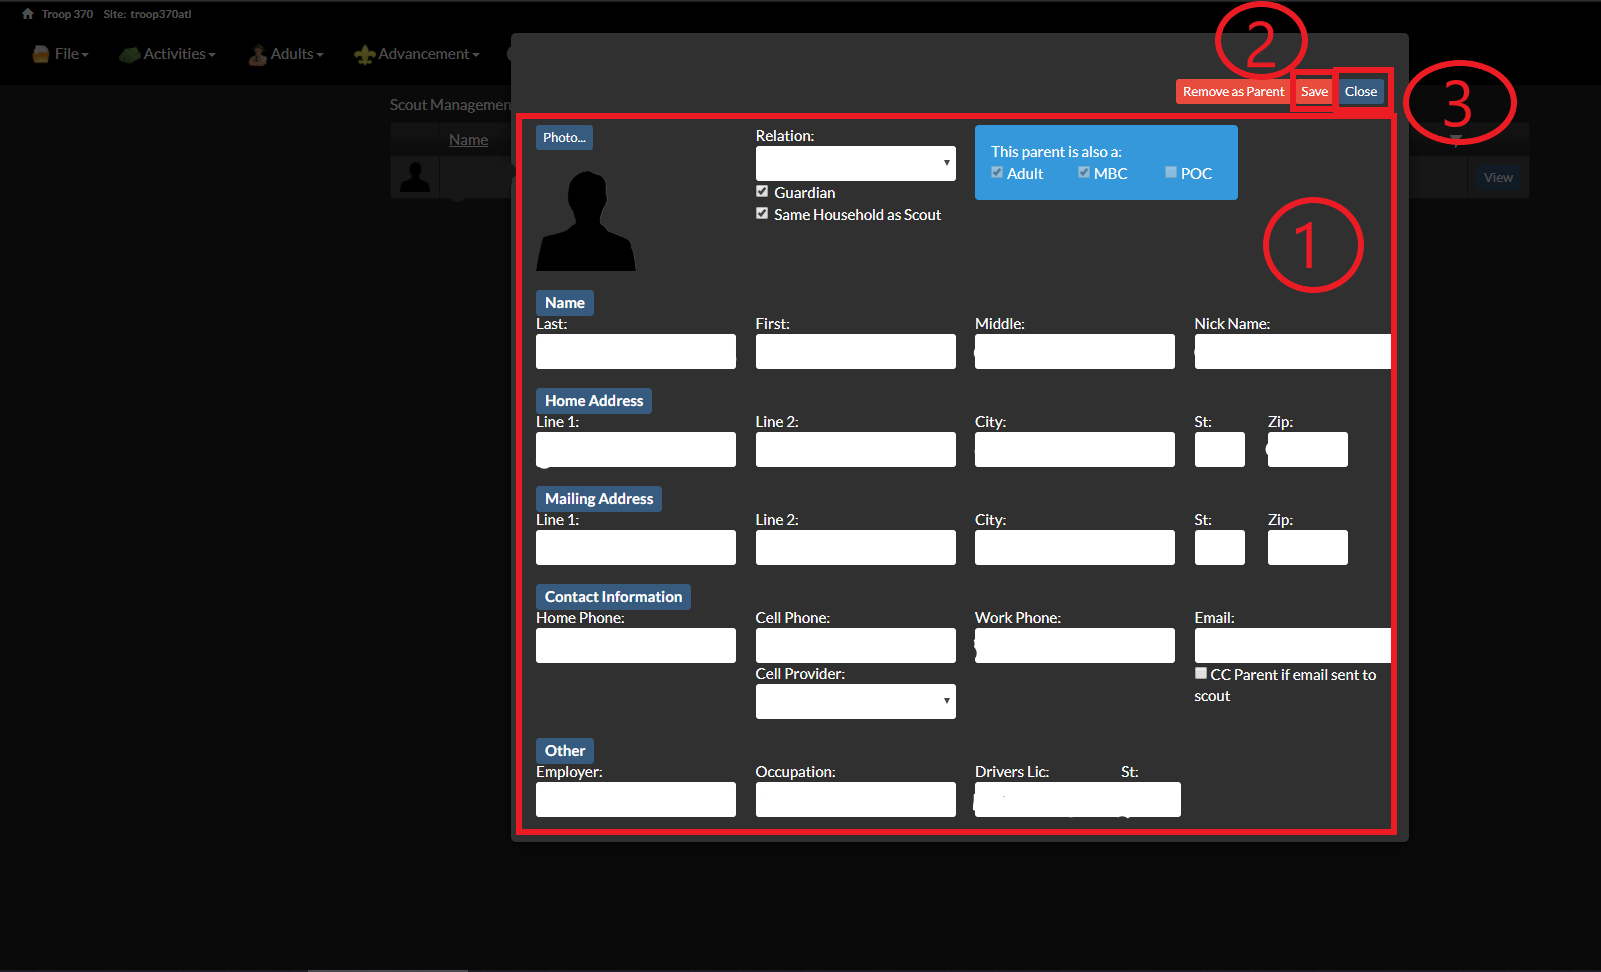 Troop 370 Site: troop370atl
File Activities Adults Advancement
2
Remove as Parent Save Close
3
Scout Managemen
Name
View
Photo...
Relation:
Guardian
Same Household as Scout
This parent is also a:
Adult MBC POC
1
Name
Last: First: Middle: Nick Name:
Home Address
Line 1: Line 2: City: St: Zip:
Mailing Address
Line 1: Line 2: City: St: Zip:
Contact Information
Home Phone: Cell Phone: Work Phone: Email:
Cell Provider:
CC Parent if email sent to
scout
Other
Employer: Occupation: Drivers Lic: St: